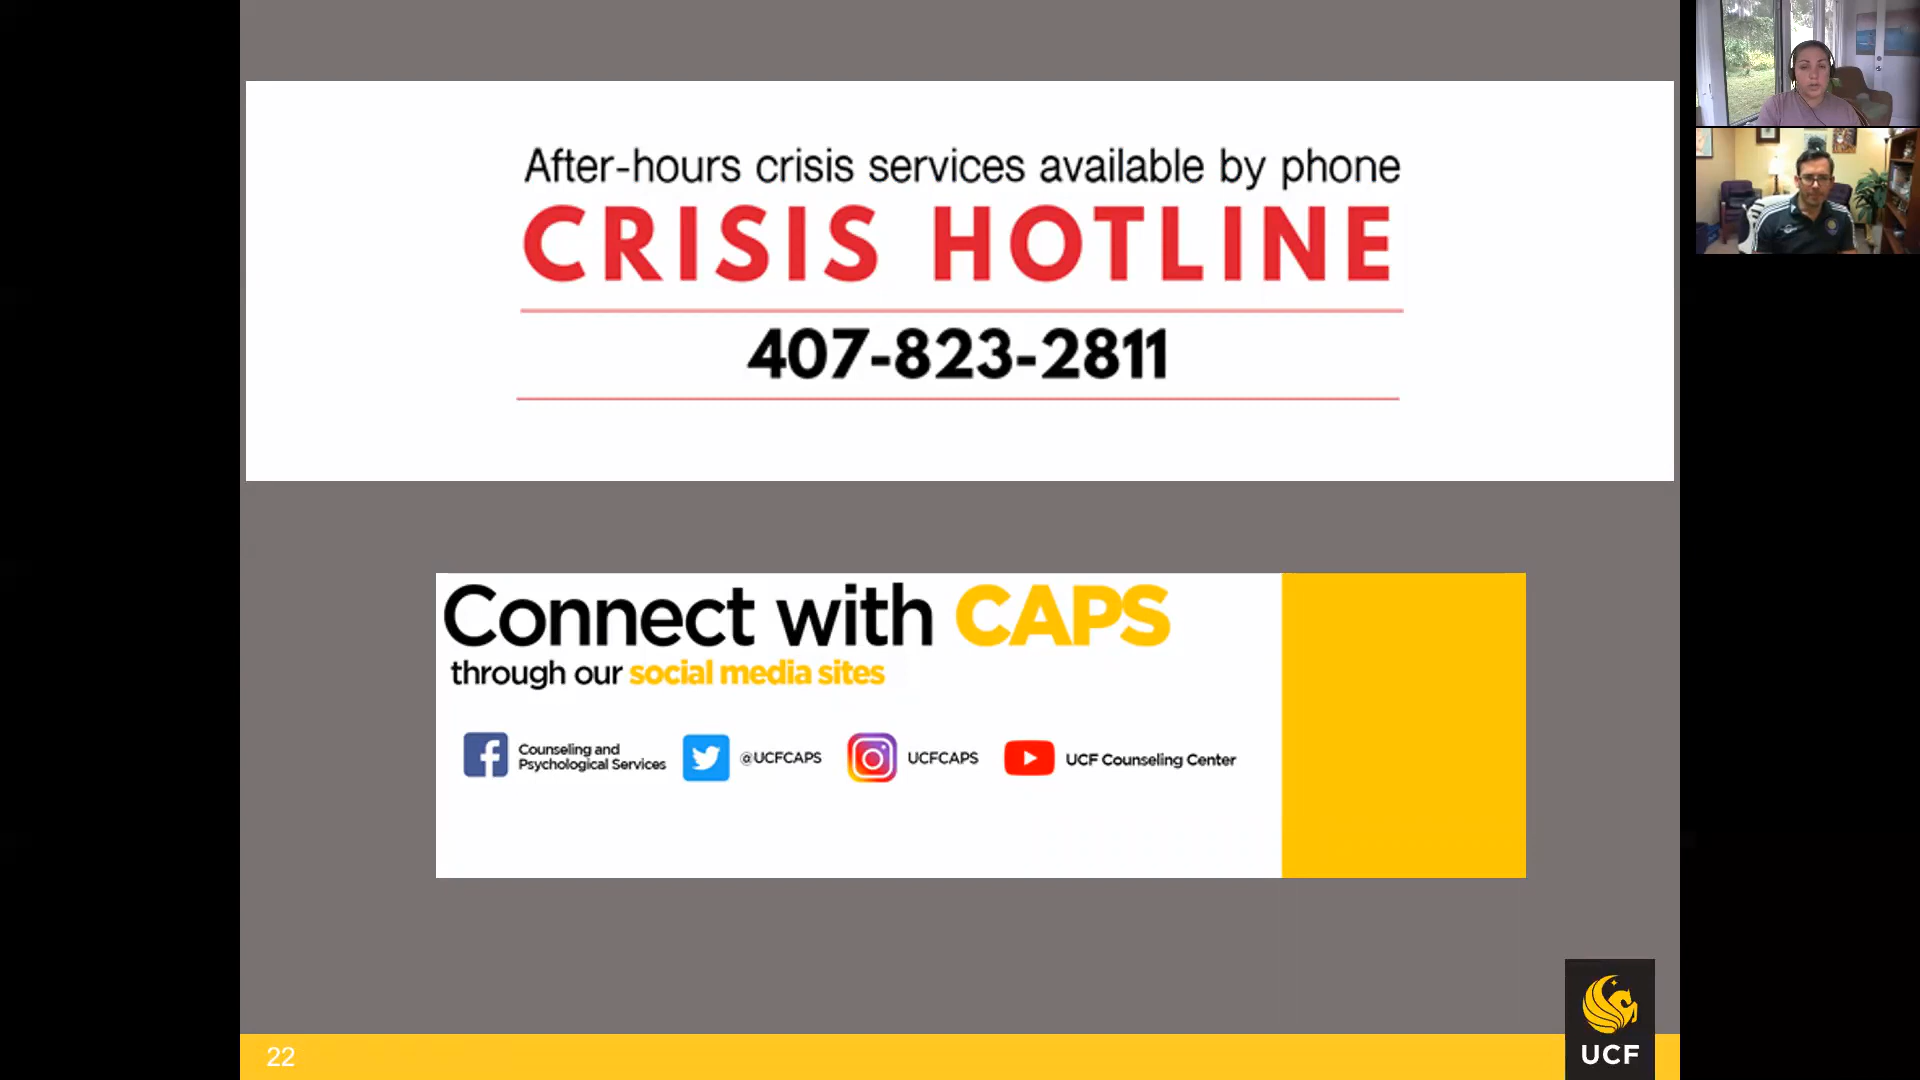 After-hours crisis services available by phone
CRISIS HOTLINE
407-823-2811
Connect with CAPS
through our social media sites
Counseling and
Psychological Services
@UCFCAPS
UCFCAPS
UCF Counseling Center
22
UCF